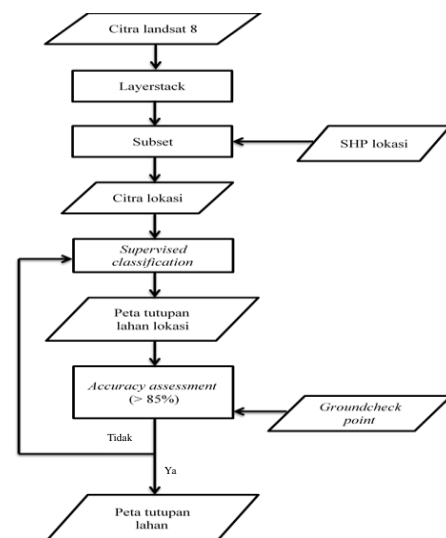 Citra landsat 8
Layerstack
Subset
SHP lokasi
Citra lokasi
Supervised
classification
Peta tutupan
lahan lokasi
Accuracy assessment
(> 85%)
Groundcheck
point
Tidak
Ya
Peta tutupan
lahan